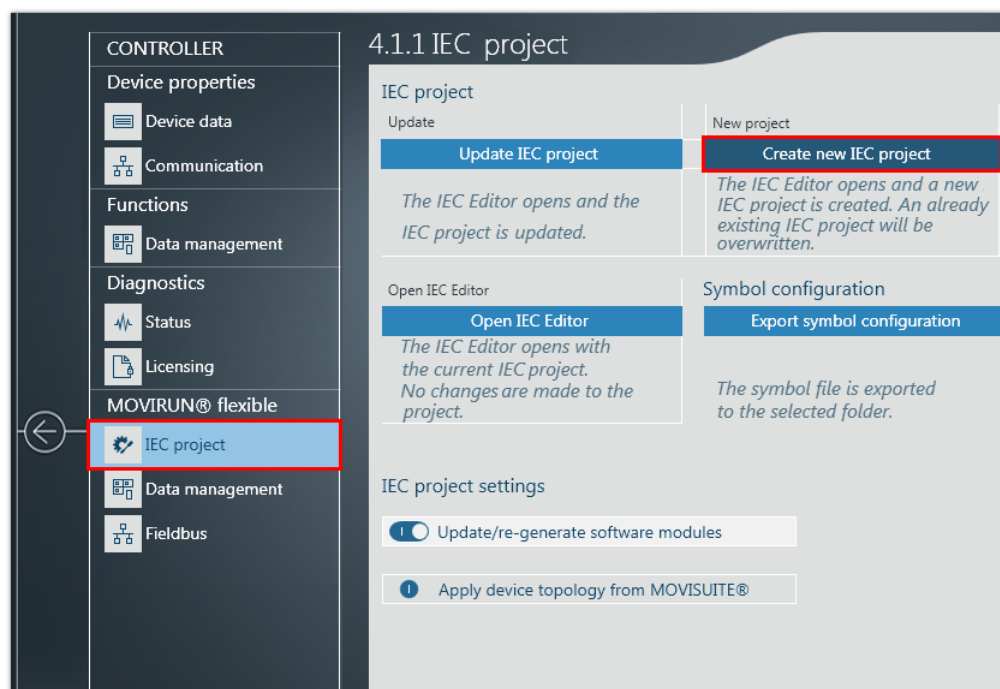 CONTROLLER
Device properties
Device data
Communication
Functions
Data management
Diagnostics
Status
Licensing
MOVIRUN® flexible
IEC project
Data management
Fieldbus
4.1.1 IEC project
IEC project
Update
Update IEC project
The IEC Editor opens and the
IEC project is updated.
New project
Create new IEC project
The IEC Editor opens and a new
IEC project is created. An already
existing IEC project will be
overwritten.
Open IEC Editor
Open IEC Editor
The IEC Editor opens with
the current IEC project.
No changes are made to the
project.
Symbol configuration
Export symbol configuration
The symbol file is exported
to the selected folder.
IEC project settings
Update/re-generate software modules
Apply device topology from MOVISUITE®